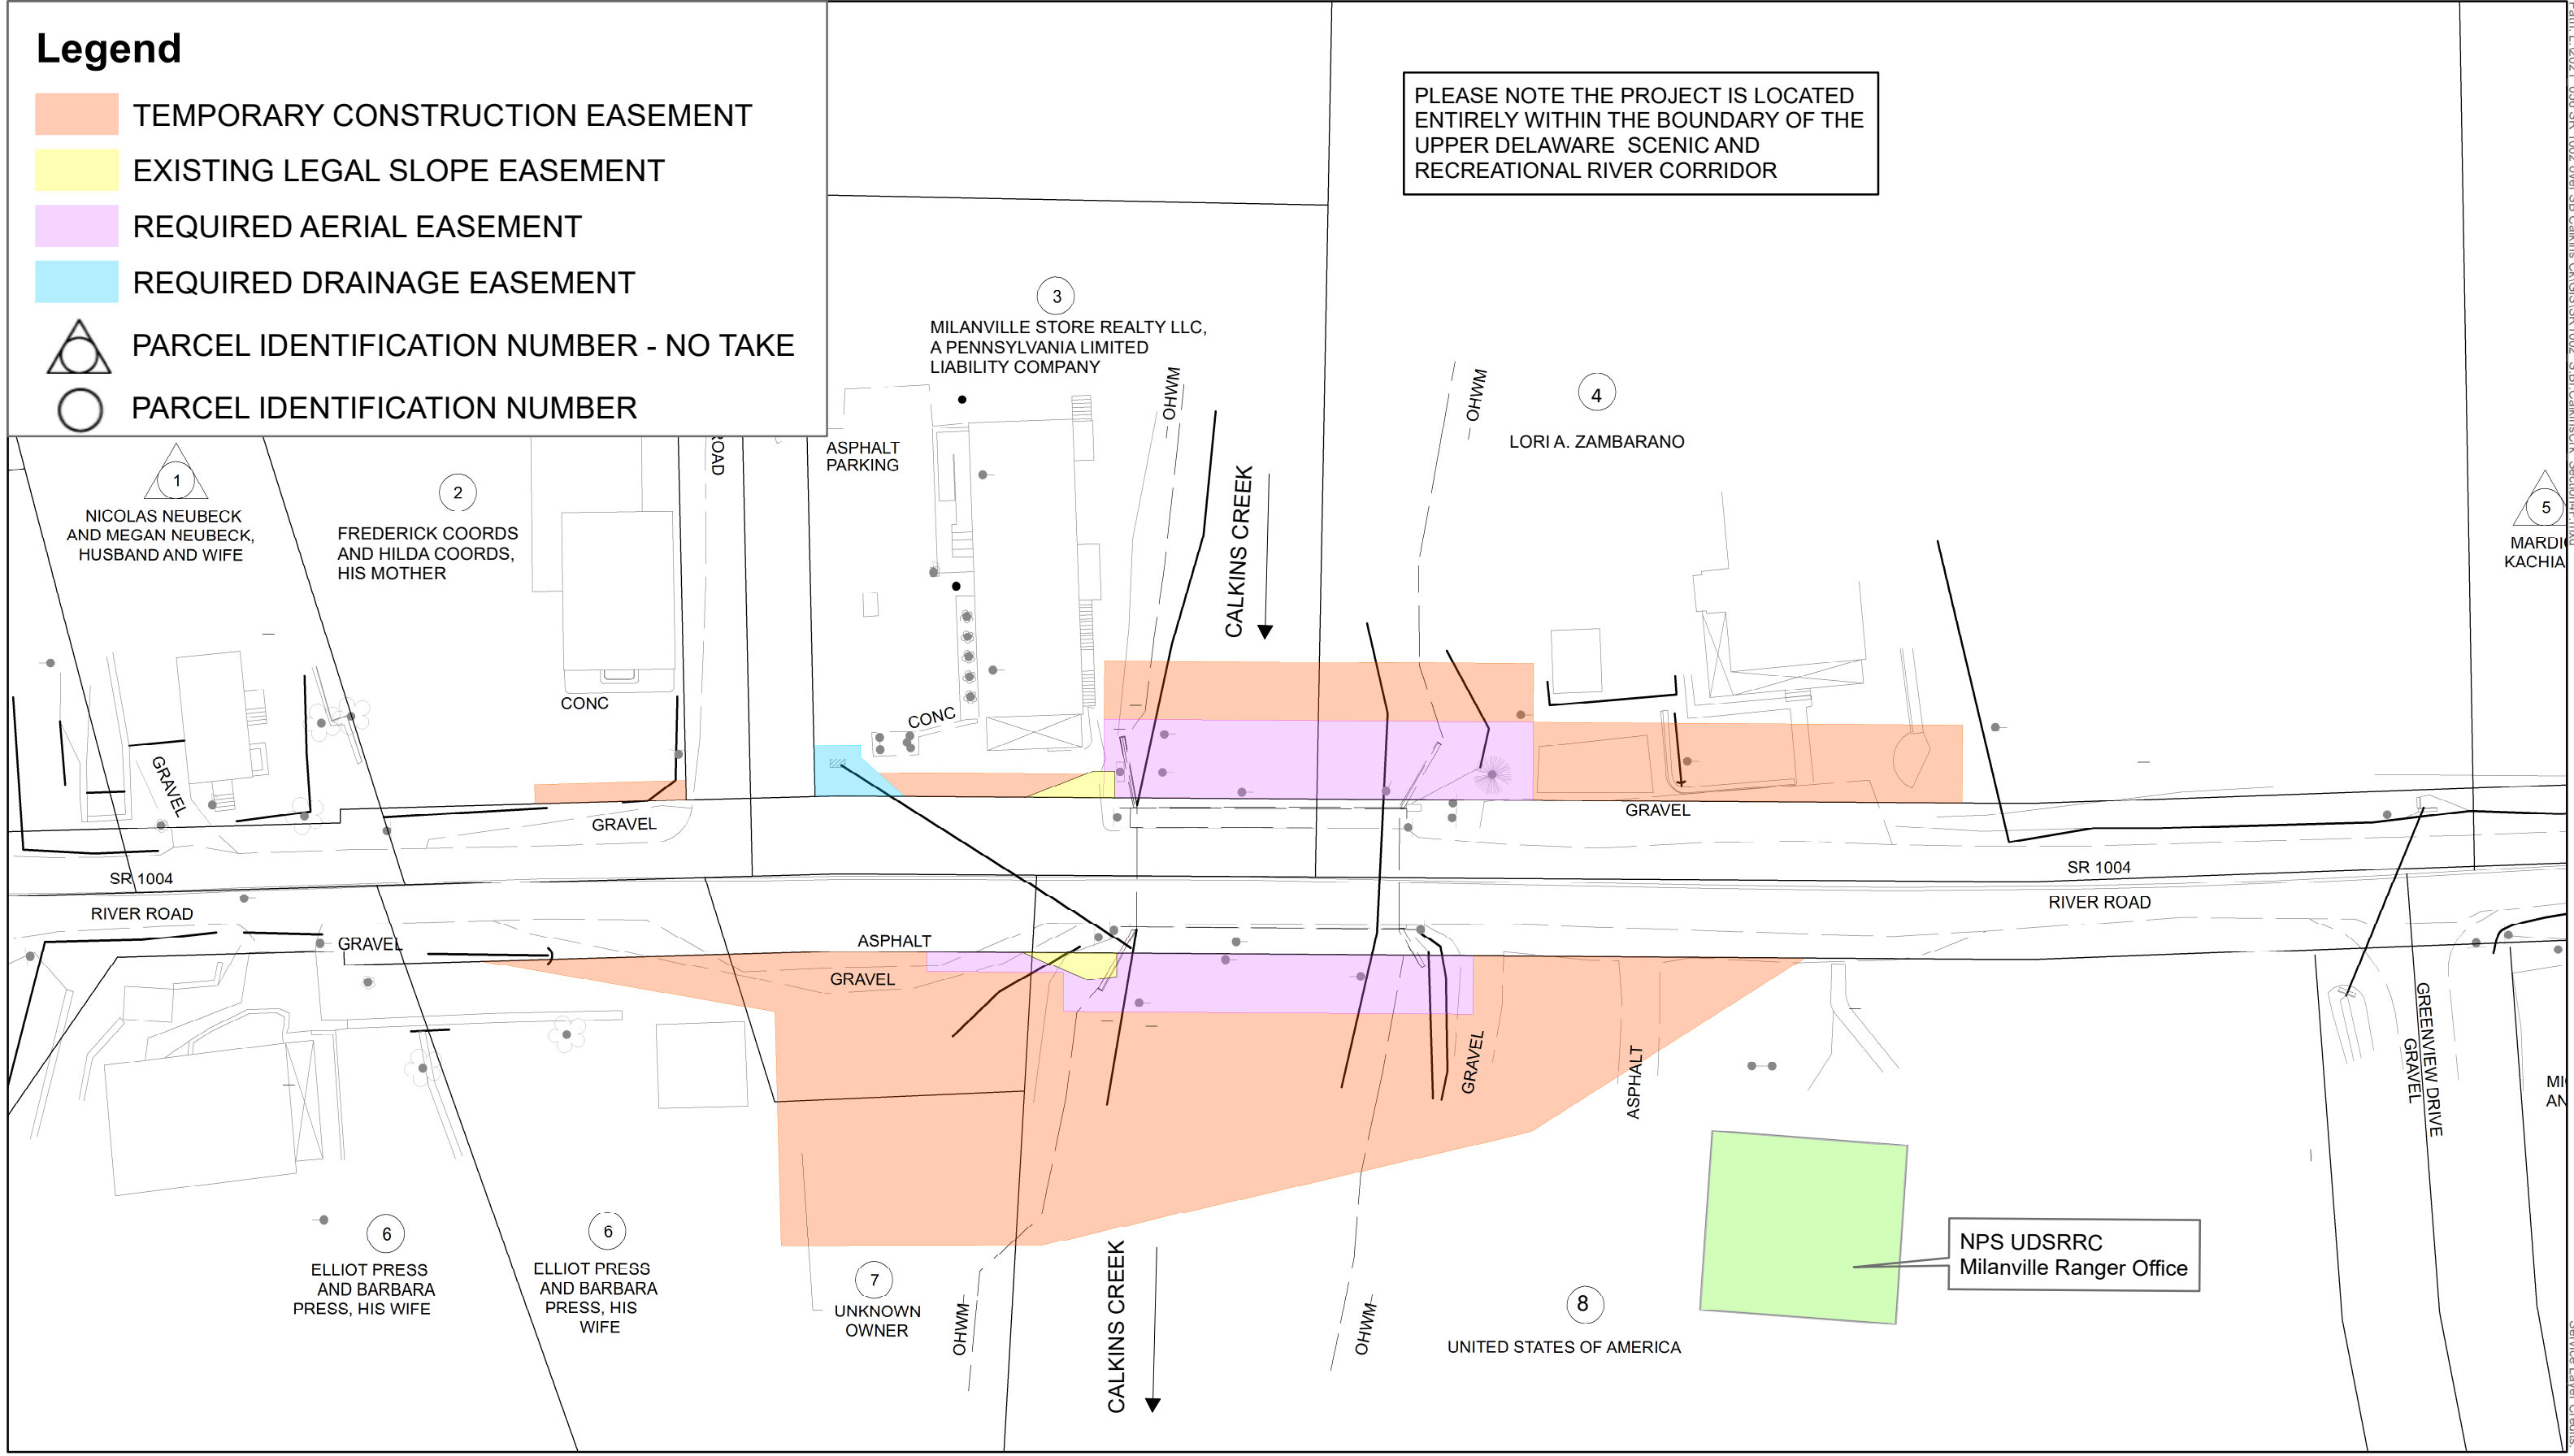 Legend
TEMPORARY CONSTRUCTION EASEMENT
EXISTING LEGAL SLOPE EASEMENT
REQUIRED AERIAL EASEMENT
REQUIRED DRAINAGE EASEMENT
PARCEL IDENTIFICATION NUMBER - NO TAKE
PARCEL IDENTIFICATION NUMBER
PLEASE NOTE THE PROJECT IS LOCATED
ENTIRELY WITHIN THE BOUNDARY OF THE
UPPER DELAWARE SCENIC AND
RECREATIONAL RIVER CORRIDOR
3
MILANVILLE STORE REALTY LLC,
A PENNSYLVANIA LIMITED
LIABILITY COMPANY
OHWM
OHWM
4
LORI A. ZAMBARANO
ASPHALT
PARKING
OAD
1
NICOLAS NEUBECK
AND MEGAN NEUBECK,
HUSBAND AND WIFE
2
FREDERICK COORDS
AND HILDA COORDS,
HIS MOTHER
CALKINS CREEK
5
MARDI
KACHIA
CONC
CONC
GRAVEL
GRAVEL
GRAVEL
SR 1004
SR 1004
RIVER ROAD
RIVER ROAD
GRAVEL
ASPHALT
GRAVEL
GRAVEL
ASPHALT
GREENVIEW DRIVE
GRAVEL
MI
AN
6
ELLIOT PRESS
AND BARBARA
PRESS, HIS WIFE
6
ELLIOT PRESS
AND BARBARA
PRESS, HIS
WIFE
7
UNKNOWN
OWNER
OHWM
CALKINS CREEK
OHWM
8
UNITED STATES OF AMERICA
NPS UDSRRC
Milanville Ranger Office